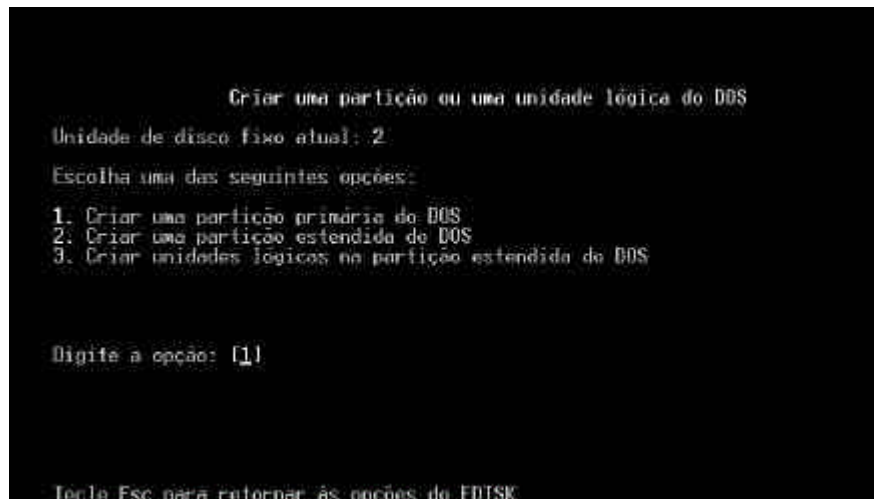 Criar uma partição ou uma unidade lógica do DOS
Unidade de disco fixo atual: 2
Escolha uma das seguintes opções:
1. Criar uma partição primária do DOS
2. Criar uma partição estendida do DOS
3. Criar unidades lógicas na partição estendida do DOS
Digite a opção: [1]
Tecle Esc para retornar às opções do FDISK